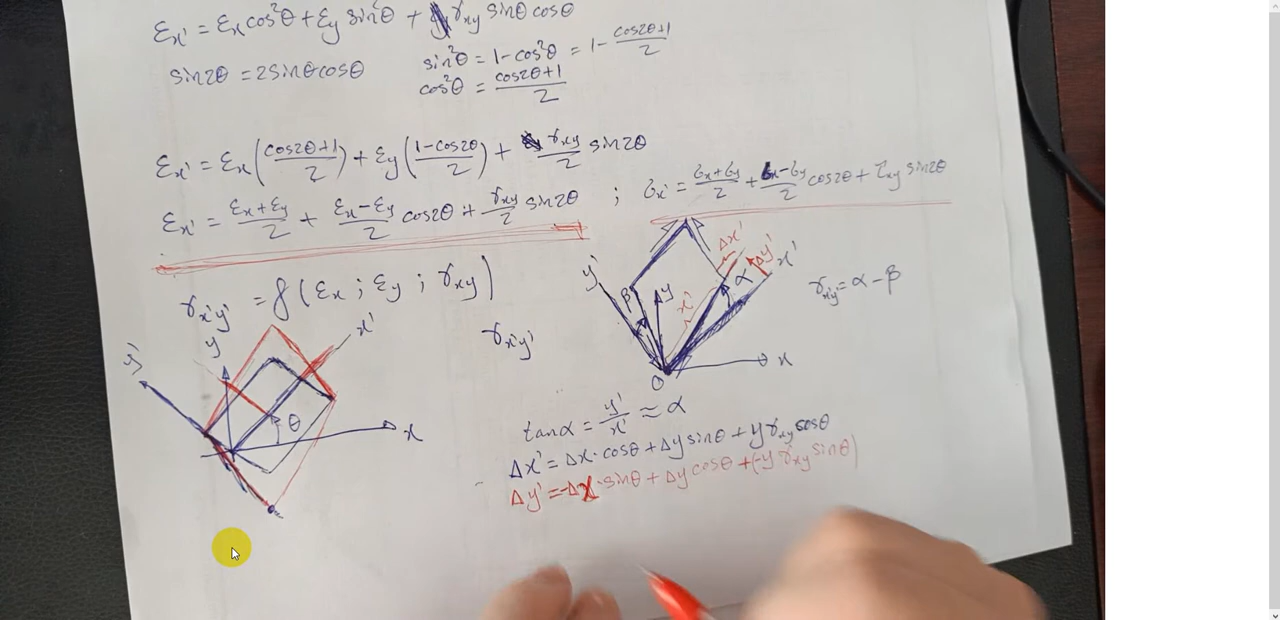 εx' = εx cos²θ + εy sin²θ + γxy sinθ cosθ
sin2θ = 2sinθcosθ
sin²θ = 1-cos²θ = 1- cos2θ+1/2
cos²θ = cos2θ+1/2
εx' = εx (cos2θ+1/2) + εy (1-cos2θ/2) + γxy/2 sin2θ
εx' = εx+εy/2 + εx-εy/2 cos2θ + γxy/2 sin2θ ; σx' = σx+σy/2 + σx-σy/2 cos2θ + τxy sin2θ
γx'y' = f(εx ; εy ; γxy)
γx'y'
y'
y
x'
θ
x
y'
β
y
x'
Δx'
Δy'
x'
α
O
x
γx'y' = α-β
tanα = y'/x' ≈ α
Δx' = Δx·cosθ + Δy sinθ + yγxy cosθ
Δy' = -Δx·sinθ + Δy cosθ + (-y γxy sinθ)